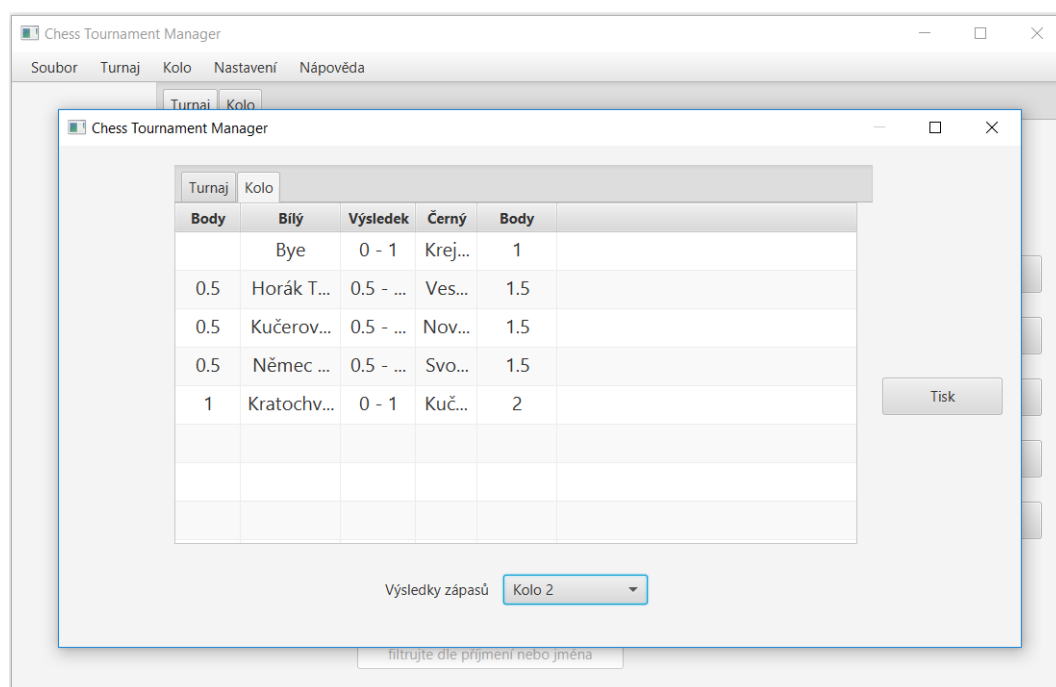 Chess Tournament Manager
Soubor Turnaj Kolo Nastavení Nápověda
Turnaj Kolo
Chess Tournament Manager
Turnaj Kolo
Body Bílý Výsledek Černý Body
Bye 0 - 1 Krej... 1
0.5 Horák T... 0.5 - ... Ves... 1.5
0.5 Kučerov... 0.5 - ... Nov... 1.5
0.5 Němec ... 0.5 - ... Svo... 1.5
1 Kratochv... 0 - 1 Kuč... 2
Tisk
Výsledky zápasů Kolo 2
filtrujte dle příjmení nebo jména